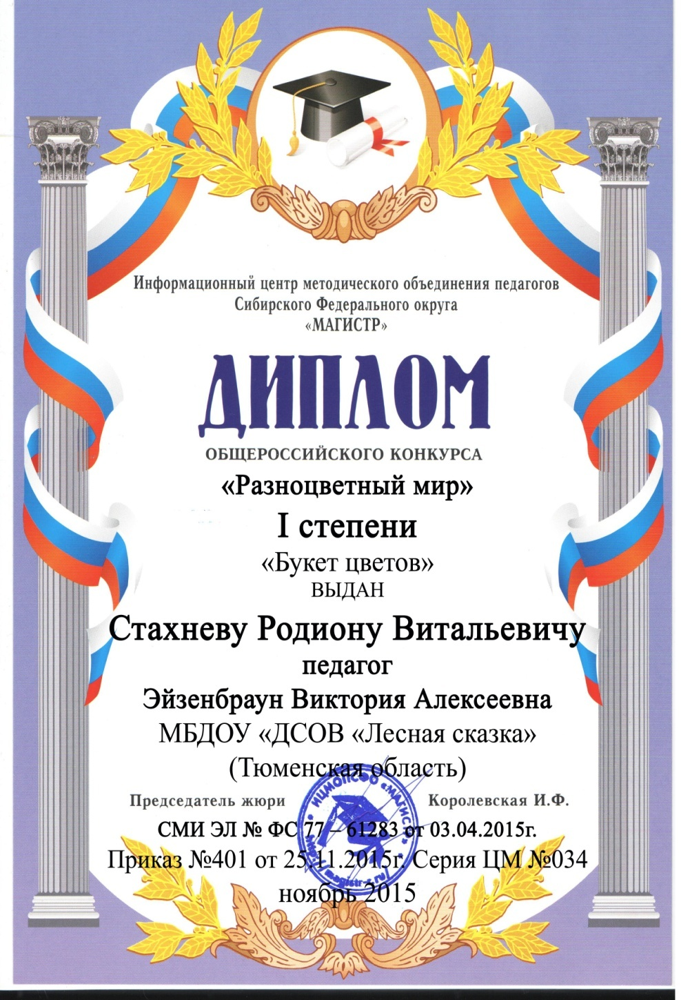 Информационный центр методического объединения педагогов
Сибирского Федерального округа
«МАГИСТР»
ДИПЛОМ
ОБЩЕРОССИЙСКОГО КОНКУРСА
«Разноцветный мир»
I степени
«Букет цветов»
ВЫДАН
Стахневу Родиону Витальевичу
педагог
Эйзенбраун Виктория Алексеевна
МБДОУ «ДСОВ «Лесная сказка»
(Тюменская область)
ИЦМОПСФО «МАГИСТР»
Председатель жюри
Королевская И.Ф.
СМИ ЭЛ № ФС 77 – 61283 от 03.04.2015г.
Приказ №401 от 25.11.2015г. Серия ЦМ №034
ноябрь 2015